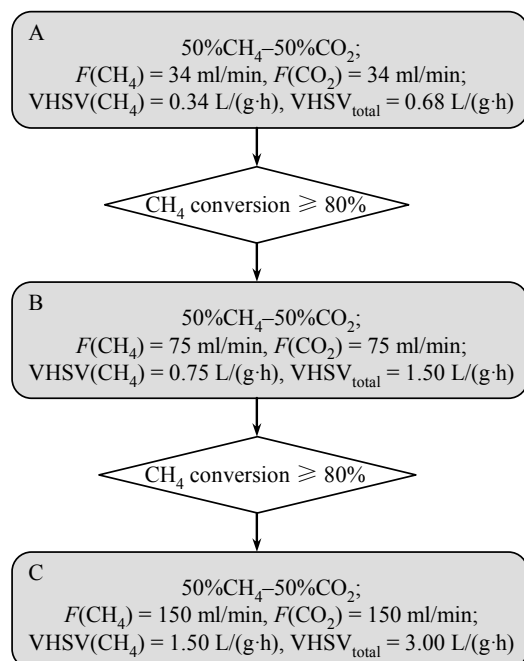 A
50%CH₄–50%CO₂;
F(CH₄) = 34 ml/min, F(CO₂) = 34 ml/min;
VHSV(CH₄) = 0.34 L/(g·h), VHSV_total = 0.68 L/(g·h)
CH₄ conversion ⩾ 80%
B
50%CH₄–50%CO₂;
F(CH₄) = 75 ml/min, F(CO₂) = 75 ml/min;
VHSV(CH₄) = 0.75 L/(g·h), VHSV_total = 1.50 L/(g·h)
CH₄ conversion ⩾ 80%
C
50%CH₄–50%CO₂;
F(CH₄) = 150 ml/min, F(CO₂) = 150 ml/min;
VHSV(CH₄) = 1.50 L/(g·h), VHSV_total = 3.00 L/(g·h)